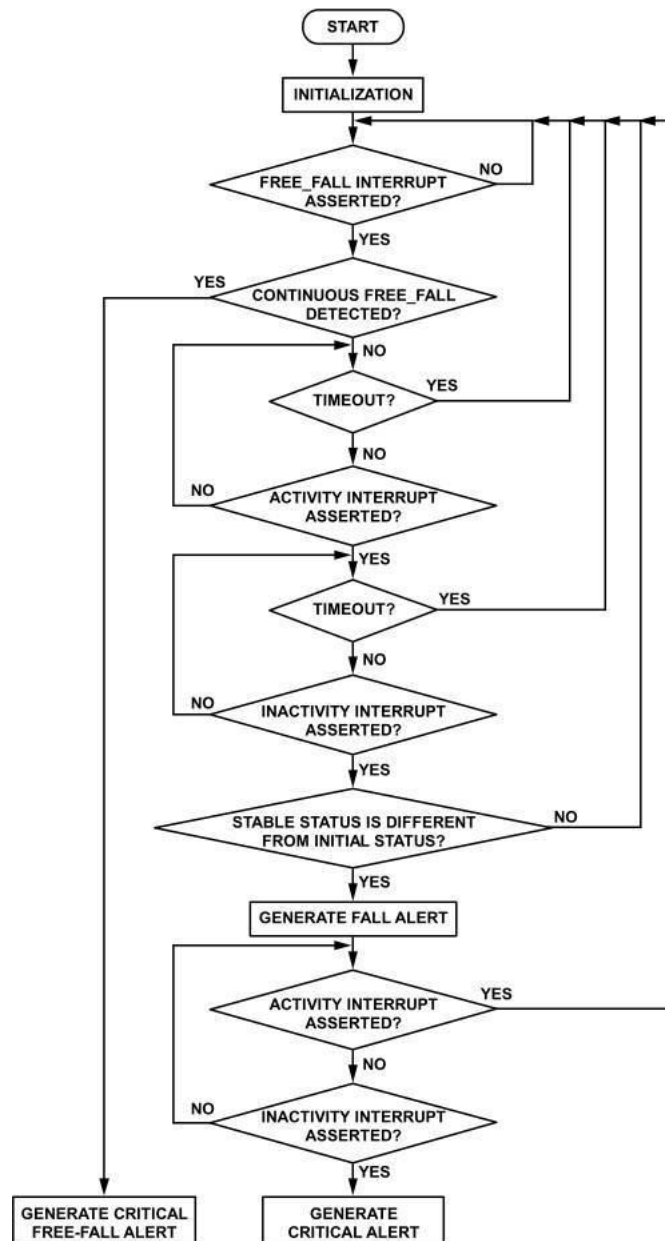 START
INITIALIZATION
FREE_FALL INTERRUPT
ASSERTED?
NO
YES
YES
CONTINUOUS FREE_FALL
DETECTED?
NO
TIMEOUT?
YES
NO
NO
ACTIVITY INTERRUPT
ASSERTED?
YES
TIMEOUT?
YES
NO
NO
INACTIVITY INTERRUPT
ASSERTED?
YES
STABLE STATUS IS DIFFERENT
FROM INITIAL STATUS?
NO
YES
GENERATE FALL ALERT
ACTIVITY INTERRUPT
ASSERTED?
YES
NO
NO
INACTIVITY INTERRUPT
ASSERTED?
YES
GENERATE CRITICAL
FREE-FALL ALERT
GENERATE
CRITICAL ALERT